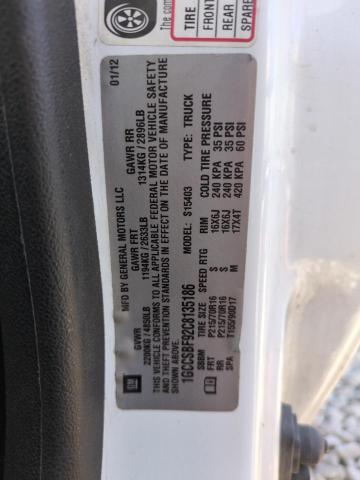 MFD BY GENERAL MOTORS LLC
01/12
GVWR GAWR FRT GAWR RR
2200KG / 4850LB 1194KG / 2633LB 1314KG / 2896LB
THIS VEHICLE CONFORMS TO ALL APPLICABLE FEDERAL MOTOR VEHICLE SAFETY
AND THEFT PREVENTION STANDARDS IN EFFECT ON THE DATE OF MANUFACTURE
1GCCSBF92C8135186 S15403 TYPE: TRUCK
SBBM TIRE SIZE SPEED RTG RIM COLD TIRE PRESSURE
FRT P215/70R16 S 16X6J 240 KPA 35 PSI
RR P215/70R16 S 16X6J 240 KPA 35 PSI
SPA T155/90D17 M 17X4T 420 KPA 60 PSI
GM
The com
TIRE
FRONT
REAR
SPARE